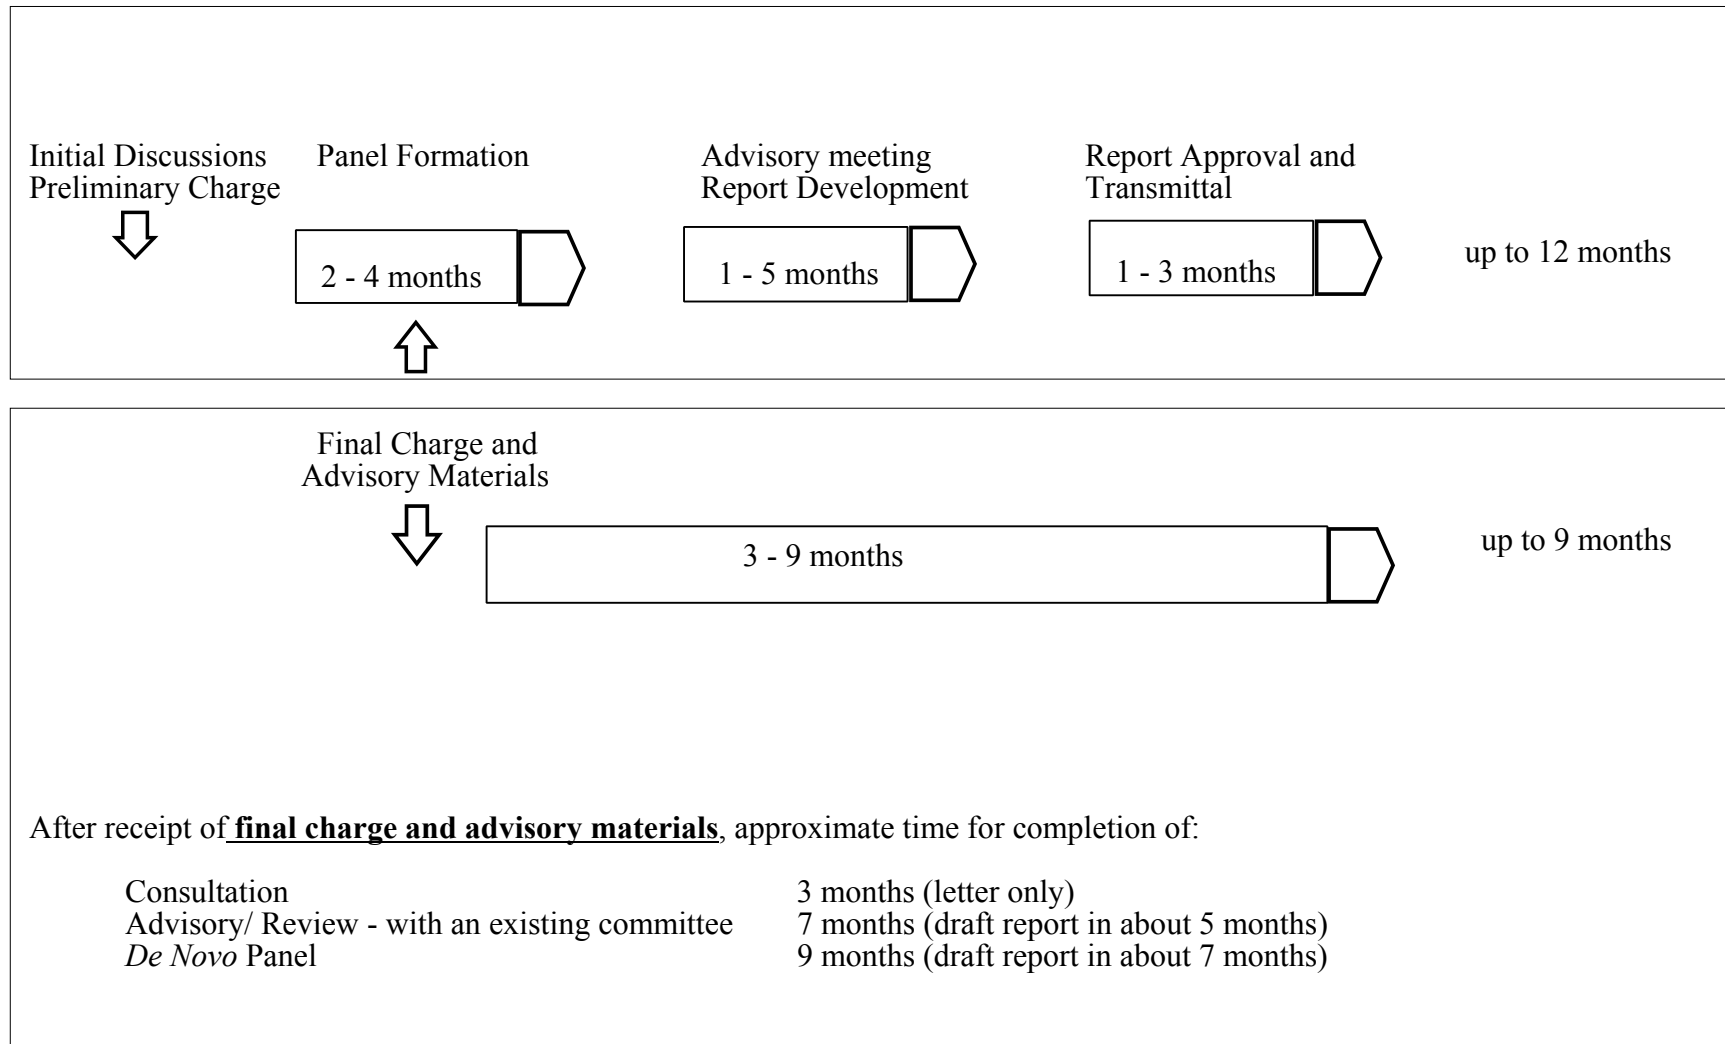 Initial Discussions
Preliminary Charge
Panel Formation
Advisory meeting
Report Development
Report Approval and
Transmittal
2 - 4 months
1 - 5 months
1 - 3 months
up to 12 months
Final Charge and
Advisory Materials
3 - 9 months
up to 9 months
After receipt of final charge and advisory materials, approximate time for completion of:
Consultation 3 months (letter only)
Advisory/ Review - with an existing committee 7 months (draft report in about 5 months)
De Novo Panel 9 months (draft report in about 7 months)